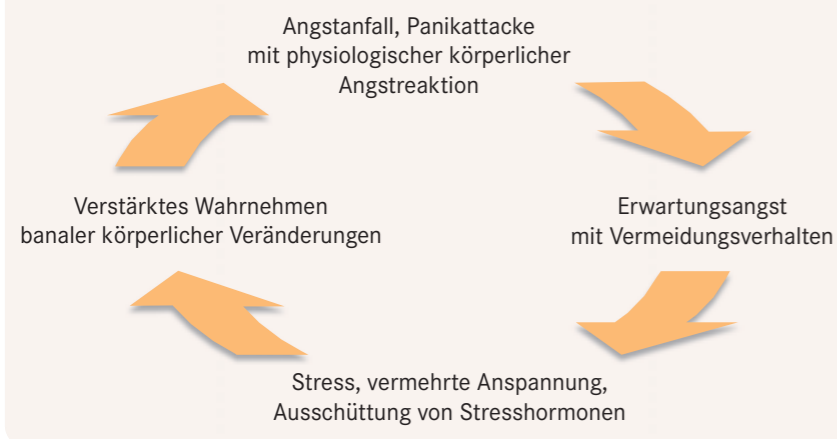 Angstanfall, Panikattacke
mit physiologischer körperlicher
Angstreaktion
Erwartungsangst
mit Vermeidungsverhalten
Stress, vermehrte Anspannung,
Ausschüttung von Stresshormonen
Verstärktes Wahrnehmen
banaler körperlicher Veränderungen